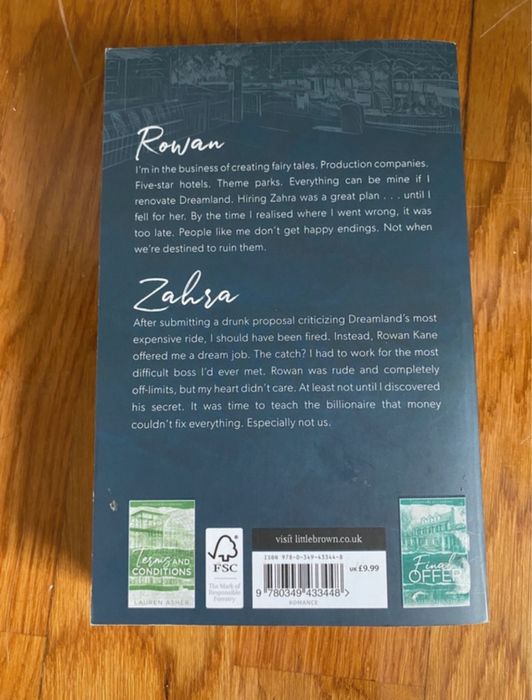 Rowan
I'm in the business of creating fairy tales. Production companies.
Five-star hotels. Theme parks. Everything can be mine if I
renovate Dreamland. Hiring Zahra was a great plan . . . until I
fell for her. By the time I realised where I went wrong, it was
too late. People like me don't get happy endings. Not when
we're destined to ruin them.
Zahra
After submitting a drunk proposal criticizing Dreamland's most
expensive ride, I should have been fired. Instead, Rowan Kane
offered me a dream job. The catch? I had to work for the most
difficult boss I'd ever met. Rowan was rude and completely
off-limits, but my heart didn't care. At least not until I discovered
his secret. It was time to teach the billionaire that money
couldn't fix everything. Especially not us.
Terms AND
CONDITIONS
LAUREN ASHER
FSC
The Mark of
Responsible
Forestry
visit littlebrown.co.uk
ISBN 978-0-349-43344-8
UK £9.99
9 780349 433448 >
ROMANCE
Final
OFFER